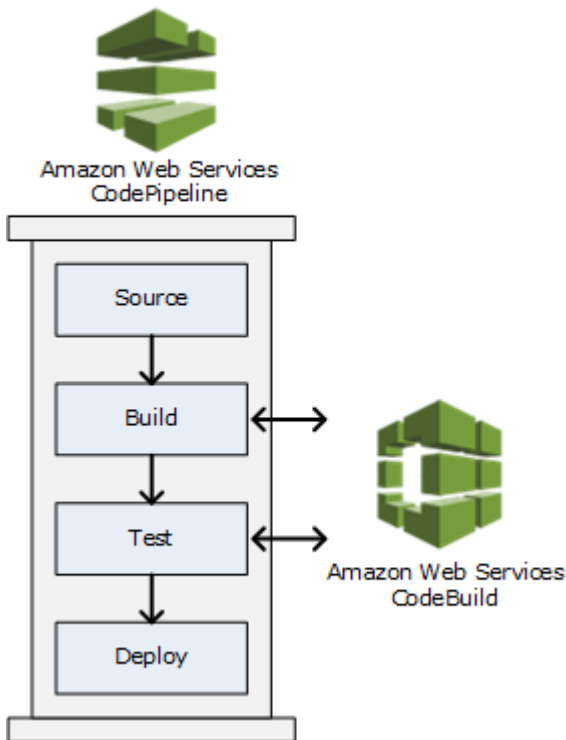 Amazon Web Services
CodePipeline
Source
Build
Test
Amazon Web Services
CodeBuild
Deploy